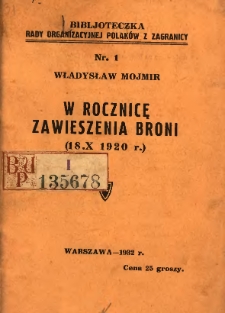 BIBLJOTECZKA
RADY ORGANIZACYJNEJ POLAKÓW Z ZAGRANICY
Nr. 1
WŁADYSŁAW MOJMIR
W ROCZNICĘ
ZAWIESZENIA BRONI
(18.X 1920 r.)
I
135678
WARSZAWA—1932 r.
Cena 25 groszy.